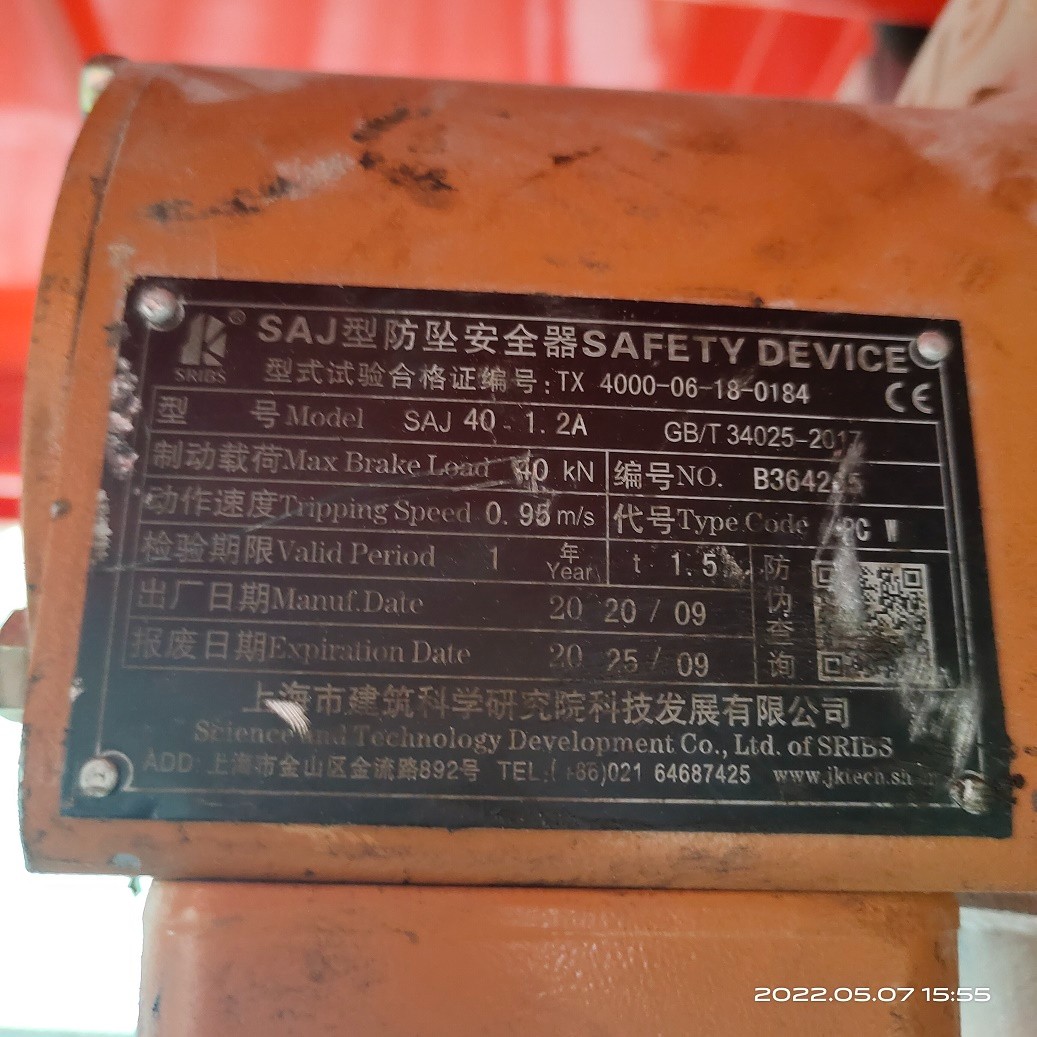 SRIBS ®
SAJ型防坠安全器SAFETY DEVICE
型式试验合格证编号:TX 4000-06-18-0184 CE
型 号Model SAJ 40 - 1.2A GB/T 34025-2017
制动载荷Max Brake Load 40 kN 编号NO.
动作速度Tripping Speed 0.95 m/s 代号Type Code
检验期限Valid Period 1 年 Year t 1.5
出厂日期Manuf.Date 20 20 / 09
报废日期Expiration Date 20 25 / 09
防伪查询
上海市建筑科学研究院科技发展有限公司
Science and Technology Development Co., Ltd. of SRIBS
ADD: 上海市金山区金流路892号 TEL:(+86)021 64687425
2022.05.07 15:55